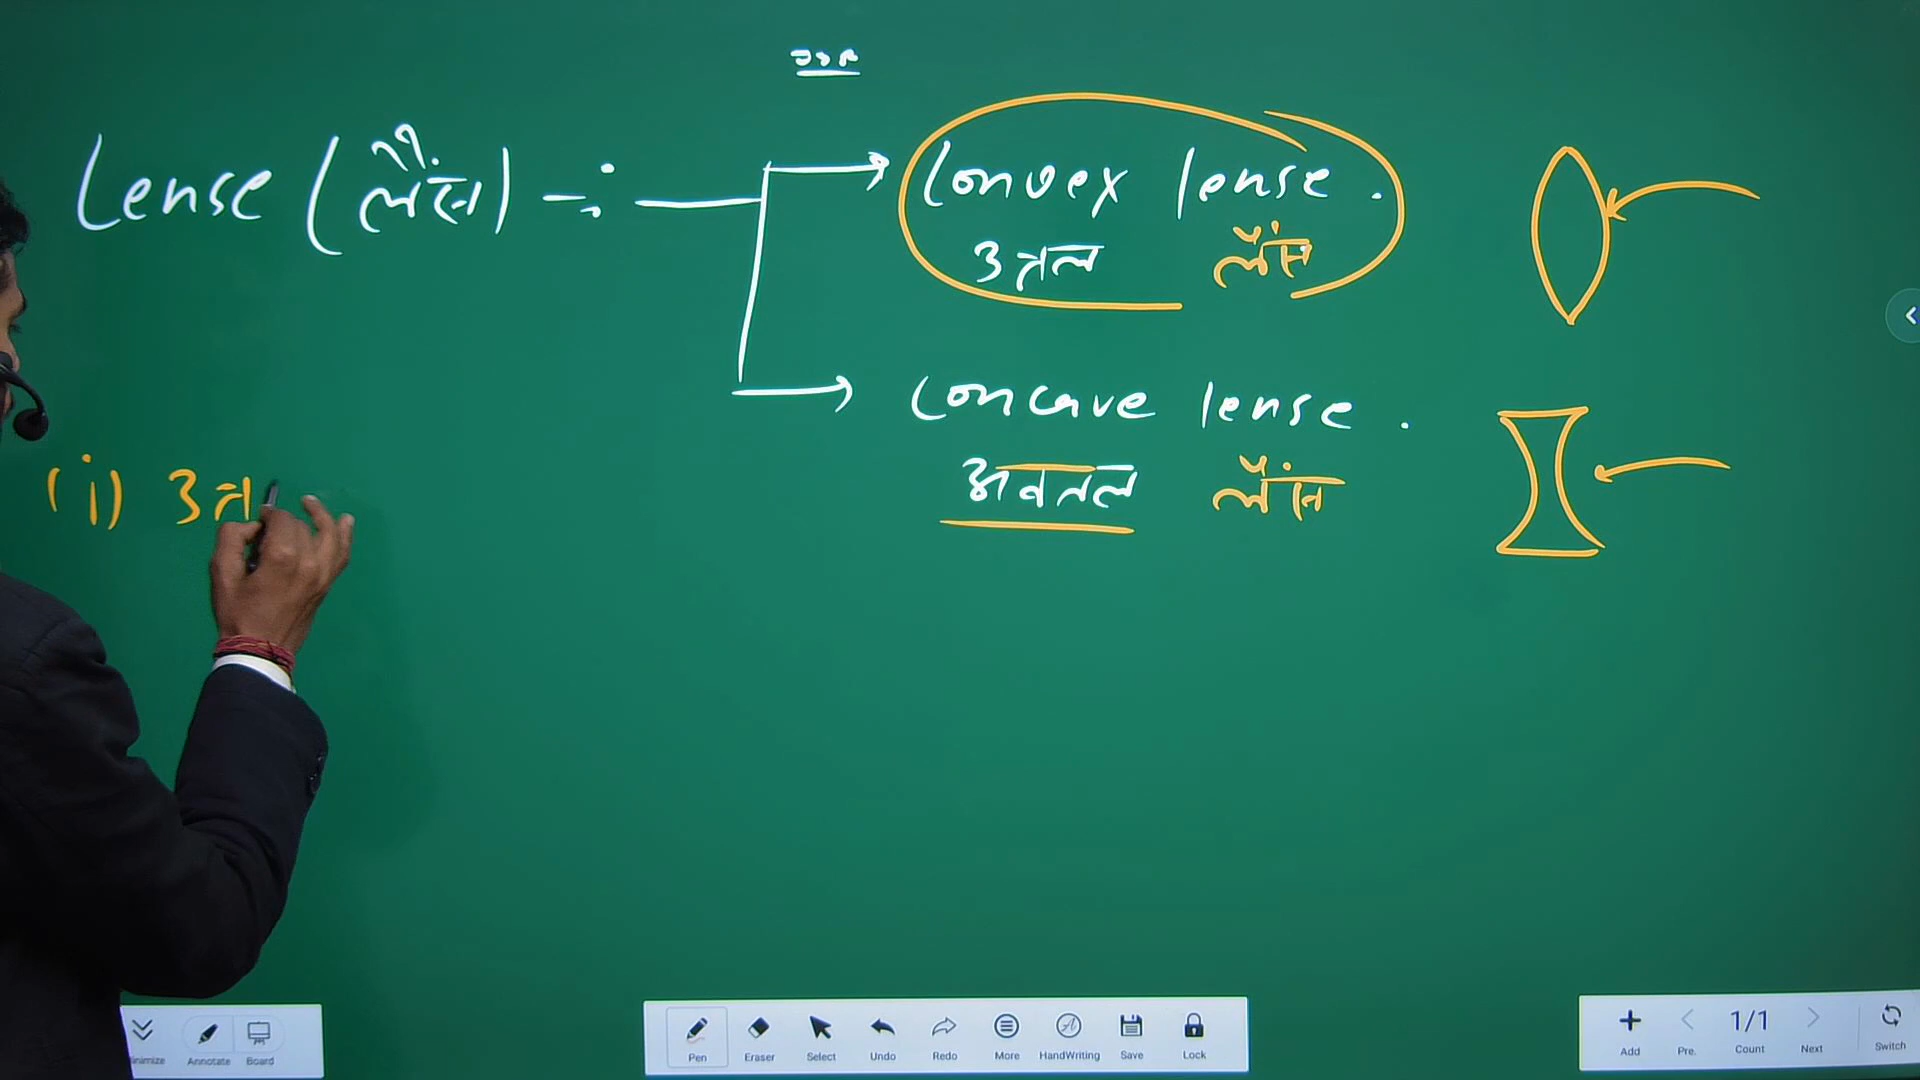 Lense (लेंस) -: Convex lense.
उत्तल लेंस
Concave lense.
अवतल लेंस
(i) उत्त
Minimize Annotate Board
Pen Eraser Select Undo Redo More HandWriting Save Lock
Add Pre. 1/1 Count Next Switch